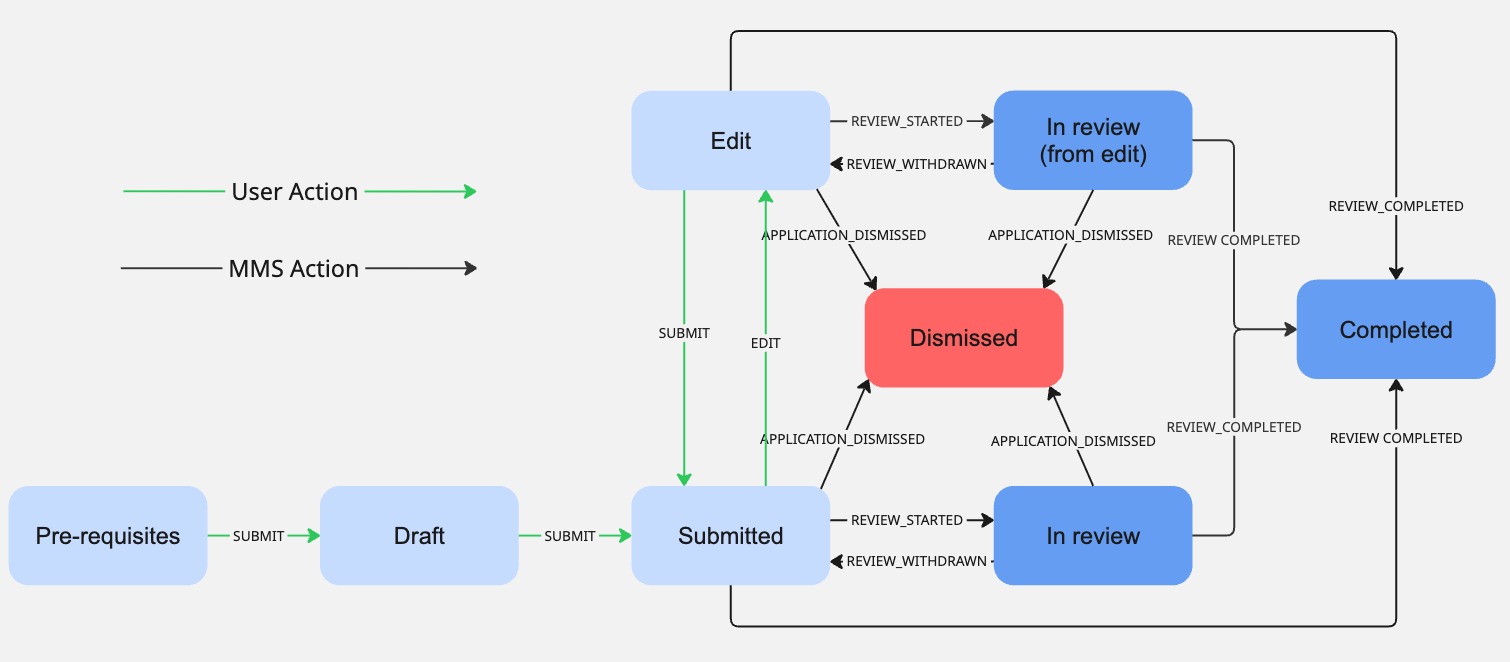 Edit
REVIEW_STARTED
In review
(from edit)
REVIEW_WITHDRAWN
User Action
REVIEW_COMPLETED
APPLICATION_DISMISSED
APPLICATION_DISMISSED
REVIEW COMPLETED
MMS Action
SUBMIT
EDIT
Dismissed
Completed
APPLICATION_DISMISSED
APPLICATION_DISMISSED
REVIEW_COMPLETED
REVIEW COMPLETED
Pre-requisites
SUBMIT
Draft
SUBMIT
Submitted
REVIEW_STARTED
In review
REVIEW_WITHDRAWN